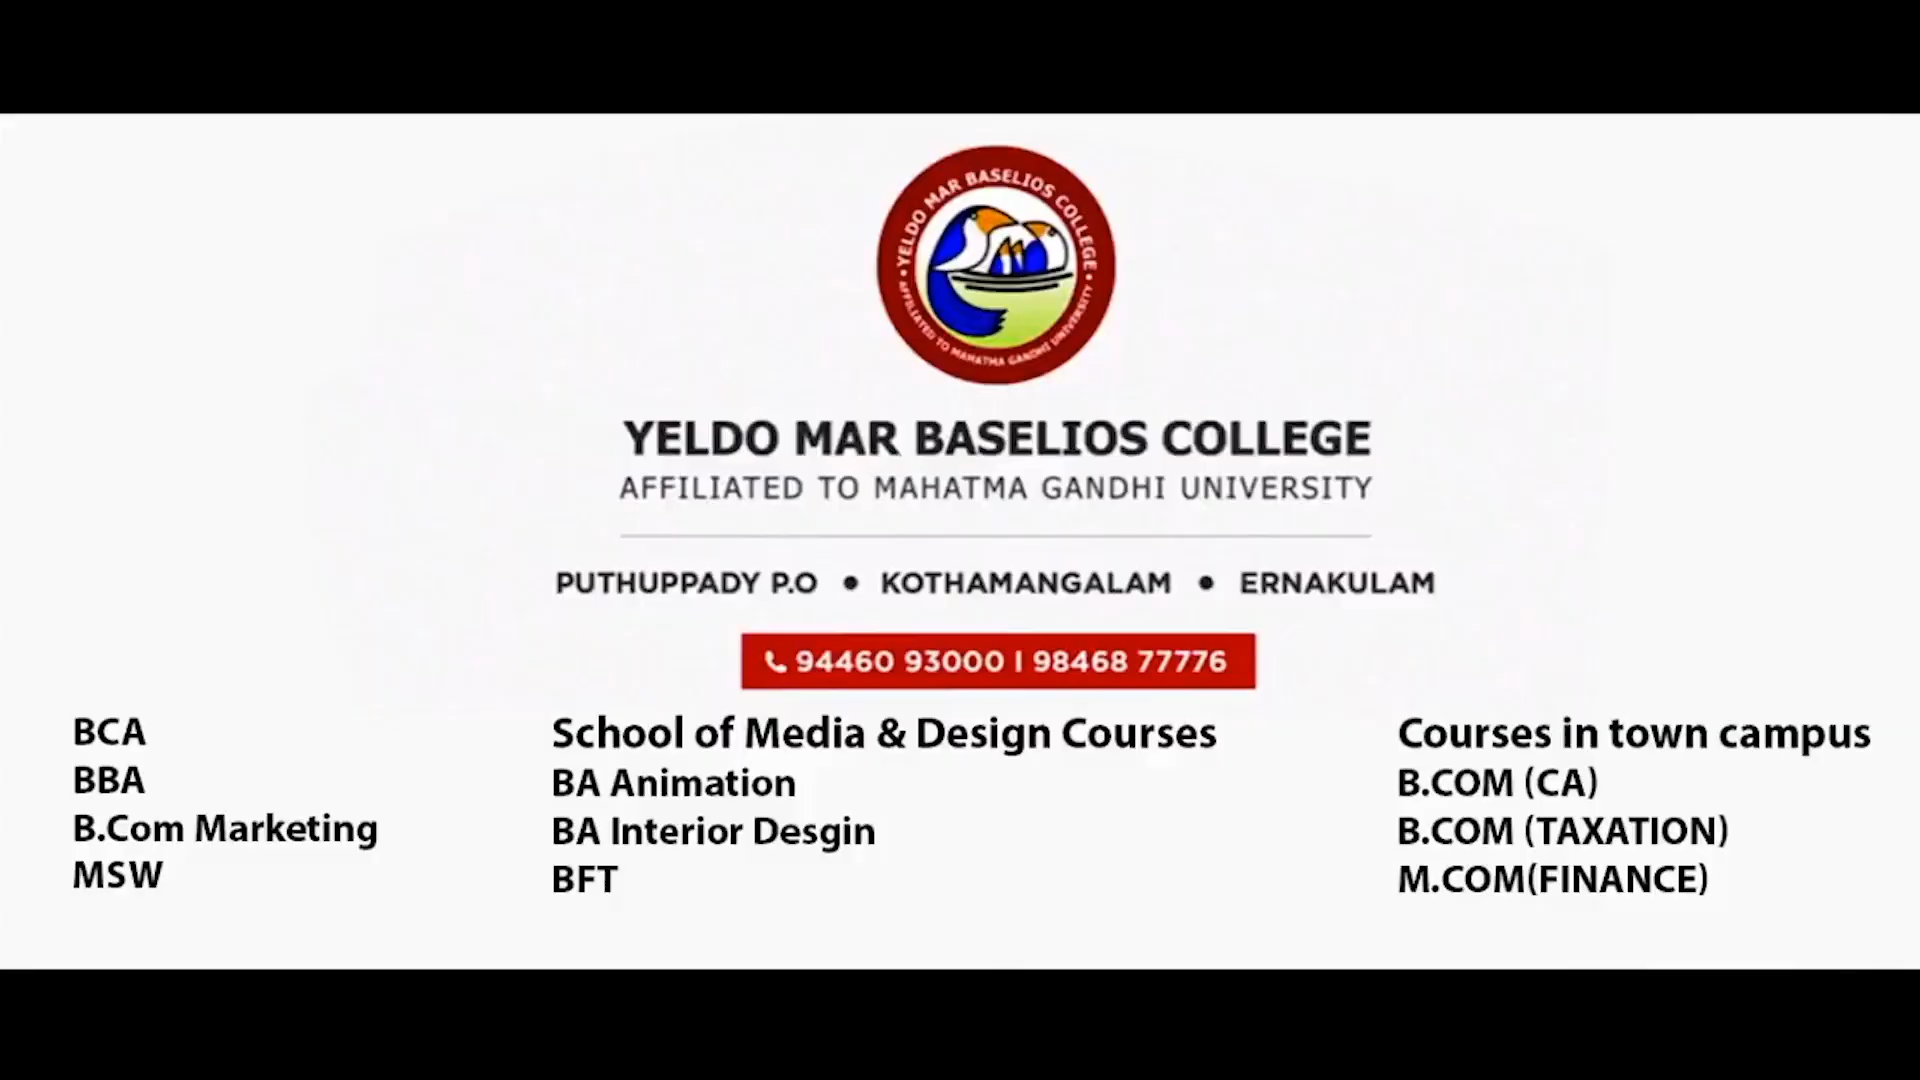 YELDO MAR BASELIOS COLLEGE
AFFILIATED TO MAHATMA GANDHI UNIVERSITY
YELDO MAR BASELIOS COLLEGE
AFFILIATED TO MAHATMA GANDHI UNIVERSITY
PUTHUPPADY P.O • KOTHAMANGALAM • ERNAKULAM
94460 93000 | 98468 77776
BCA
BBA
B.Com Marketing
MSW
School of Media & Design Courses
BA Animation
BA Interior Desgin
BFT
Courses in town campus
B.COM (CA)
B.COM (TAXATION)
M.COM(FINANCE)